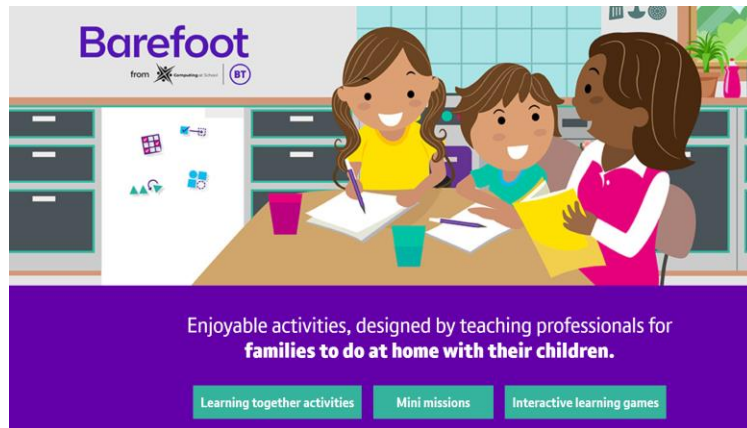 Barefoot
from Computing at School BT
Enjoyable activities, designed by teaching professionals for
families to do at home with their children.
Learning together activities Mini missions Interactive learning games